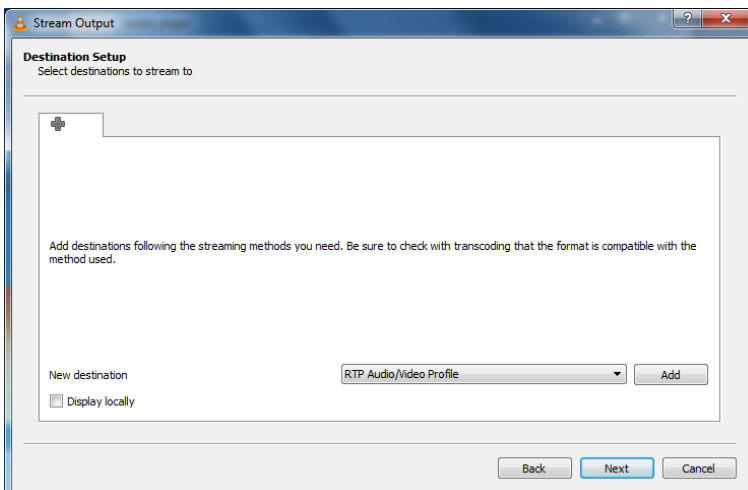 Stream Output
?
Destination Setup
Select destinations to stream to
Add destinations following the streaming methods you need. Be sure to check with transcoding that the format is compatible with the
method used.
New destination
RTP Audio/Video Profile
Add
Display locally
Back
Next
Cancel